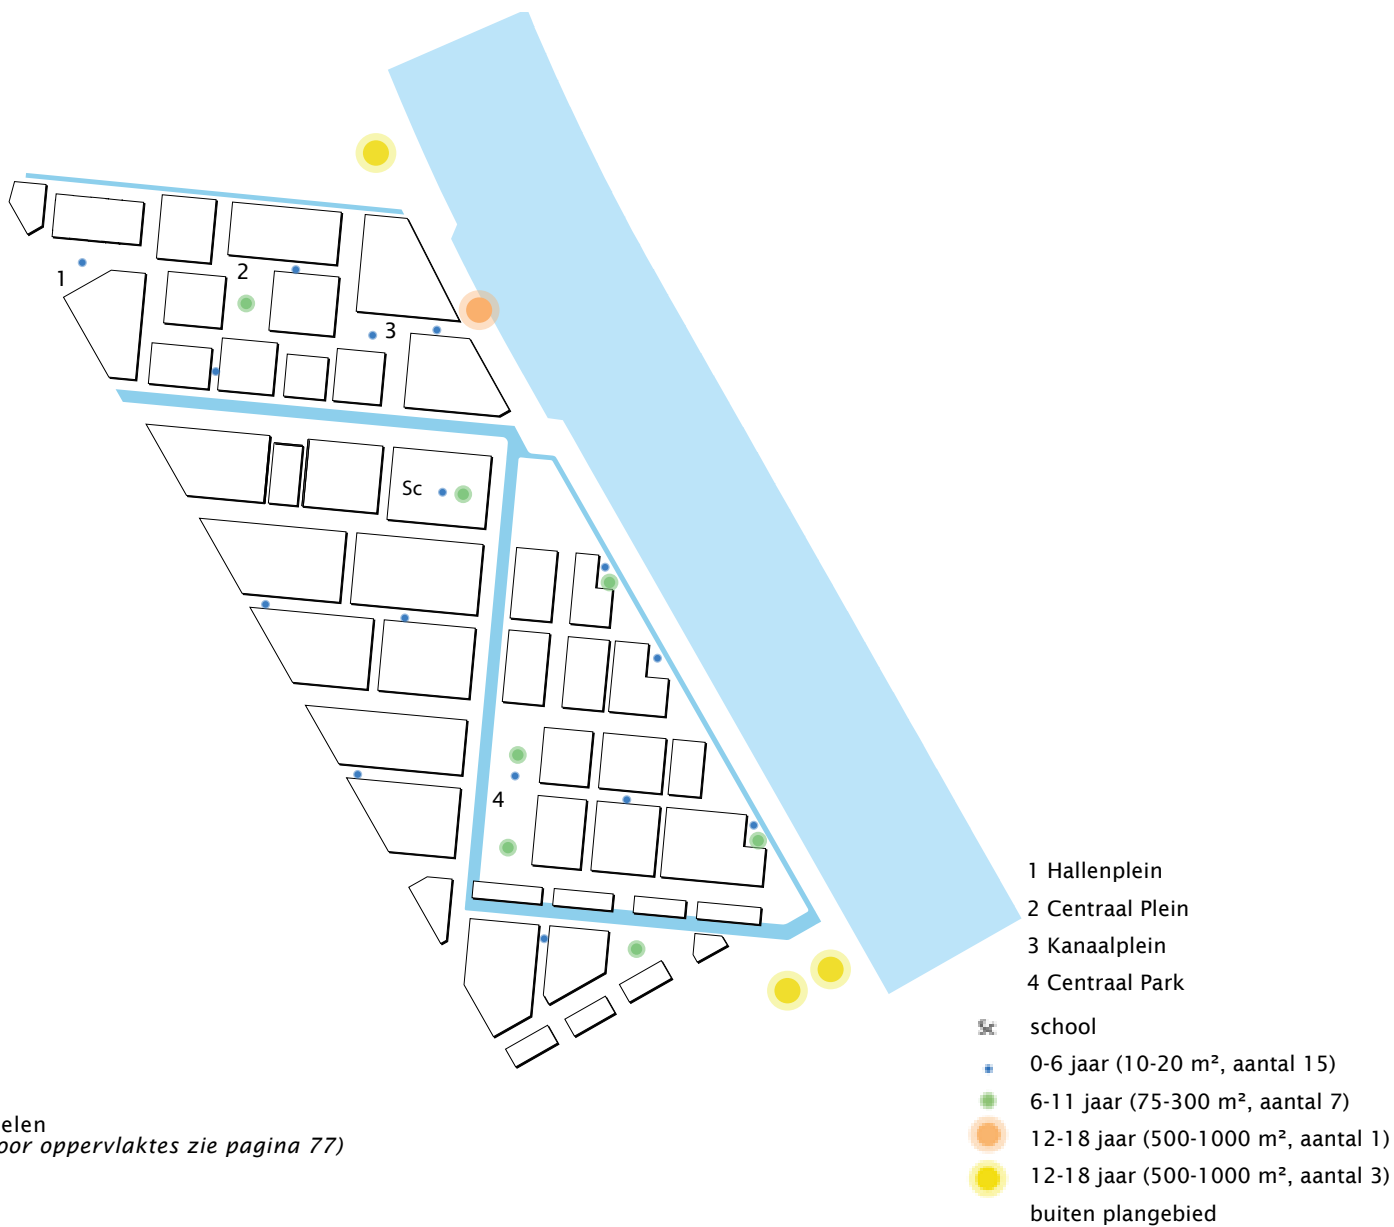 1
2
3
Sc
4
1 Hallenplein
2 Centraal Plein
3 Kanaalplein
4 Centraal Park
school
0-6 jaar (10-20 m², aantal 15)
6-11 jaar (75-300 m², aantal 7)
12-18 jaar (500-1000 m², aantal 1)
12-18 jaar (500-1000 m², aantal 3)
buiten plangebied
elen
oor oppervlaktes zie pagina 77)